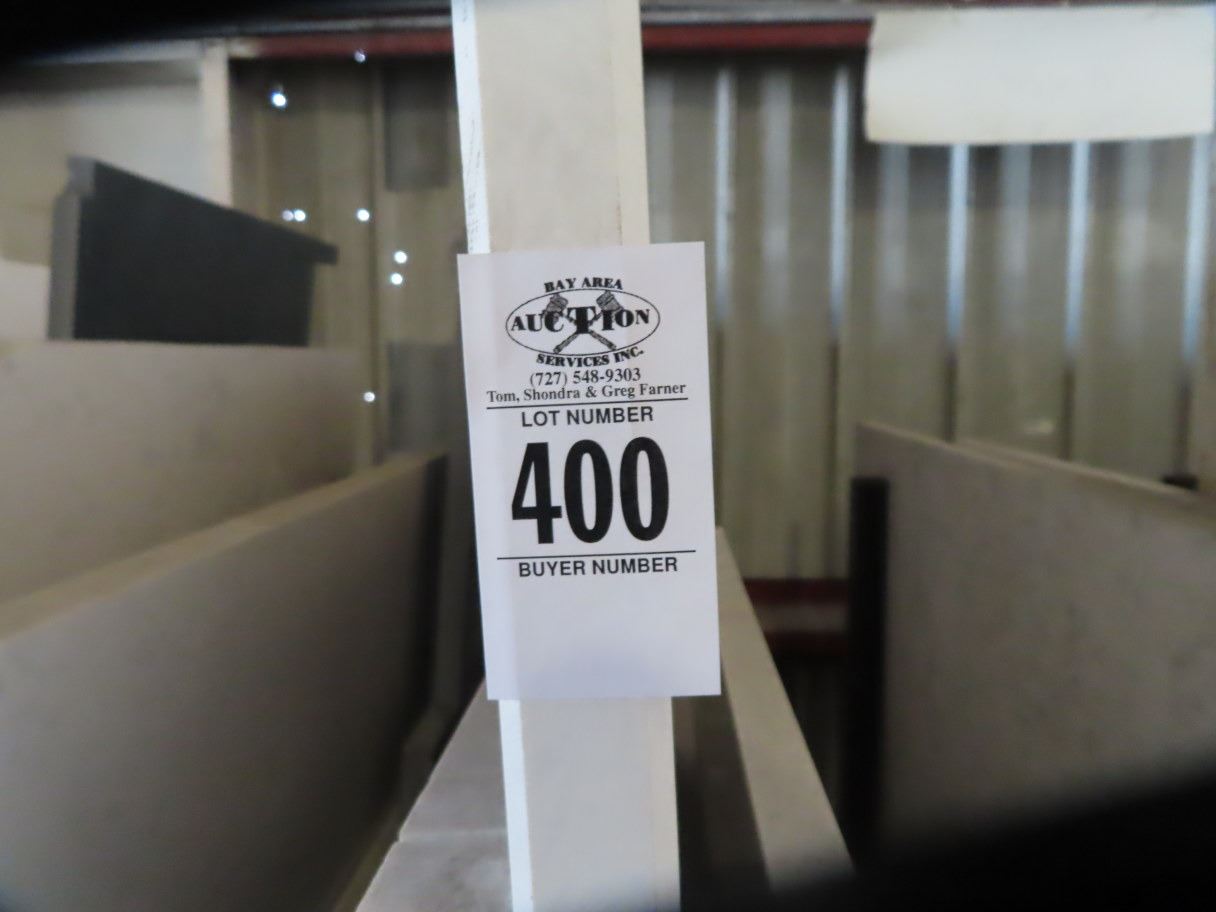 BAY AREA
AUCTION
SERVICES INC.
(727) 548-9303
Tom, Shondra & Greg Farner
LOT NUMBER
400
BUYER NUMBER